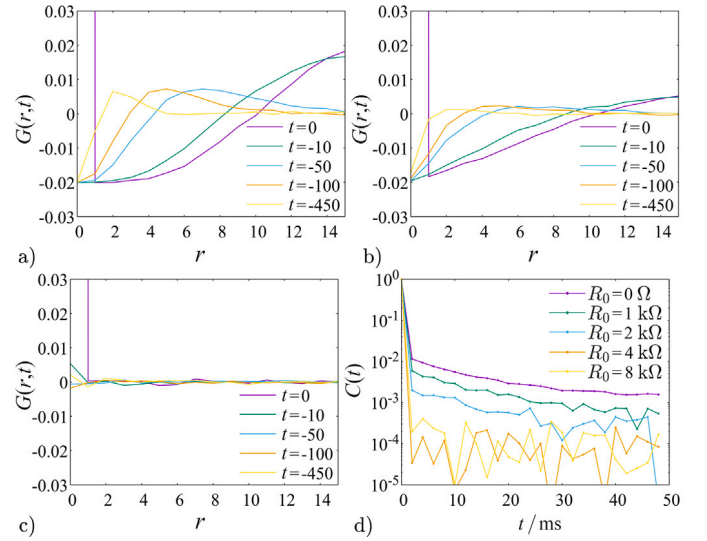 0.03
0.02
0.01
0
-0.01
-0.02
-0.03
G(r,t)
0 2 4 6 8 10 12 14
r
t=0
t=-10
t=-50
t=-100
t=-450
a)
0.03
0.02
0.01
0
-0.01
-0.02
-0.03
G(r,t)
0 2 4 6 8 10 12 14
r
t=0
t=-10
t=-50
t=-100
t=-450
b)
0.03
0.02
0.01
0
-0.01
-0.02
-0.03
G(r,t)
0 2 4 6 8 10 12 14
r
t=0
t=-10
t=-50
t=-100
t=-450
c)
10^0
10^-1
10^-2
10^-3
10^-4
10^-5
C(t)
0 10 20 30 40 50
t / ms
R₀=0 Ω
R₀=1 kΩ
R₀=2 kΩ
R₀=4 kΩ
R₀=8 kΩ
d)